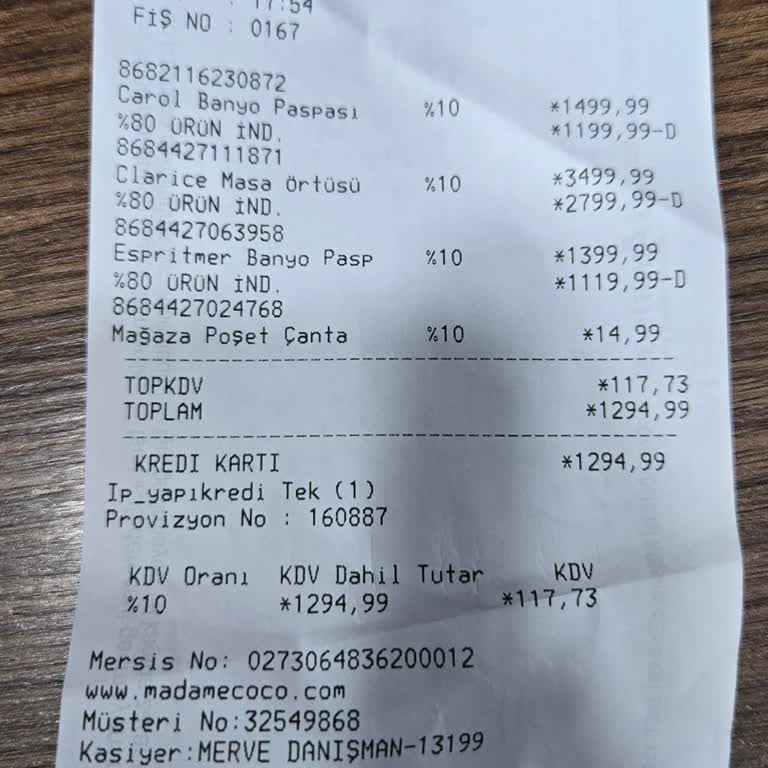 17:54
FİŞ NO : 0167
8682116230872
Carol Banyo Paspası %10 *1499,99
%80 ÜRÜN İND. *1199,99-D
8684427111871
Clarice Masa Örtüsü %10 *3499,99
%80 ÜRÜN İND. *2799,99-D
8684427063958
Espritmer Banyo Pasp %10 *1399,99
%80 ÜRÜN İND. *1119,99-D
8684427024768
Mağaza Poşet Çanta %10 *14,99
TOPKDV *117,73
TOPLAM *1294,99
KREDI KARTI *1294,99
Ip_yapıkredi Tek (1)
Provizyon No : 160887
KDV Oranı KDV Dahil Tutar KDV
%10 *1294,99 *117,73
Mersis No: 0273064836200012
www.madamecoco.com
Müsteri No:32549868
Kasiyer:MERVE DANIŞMAN-13199